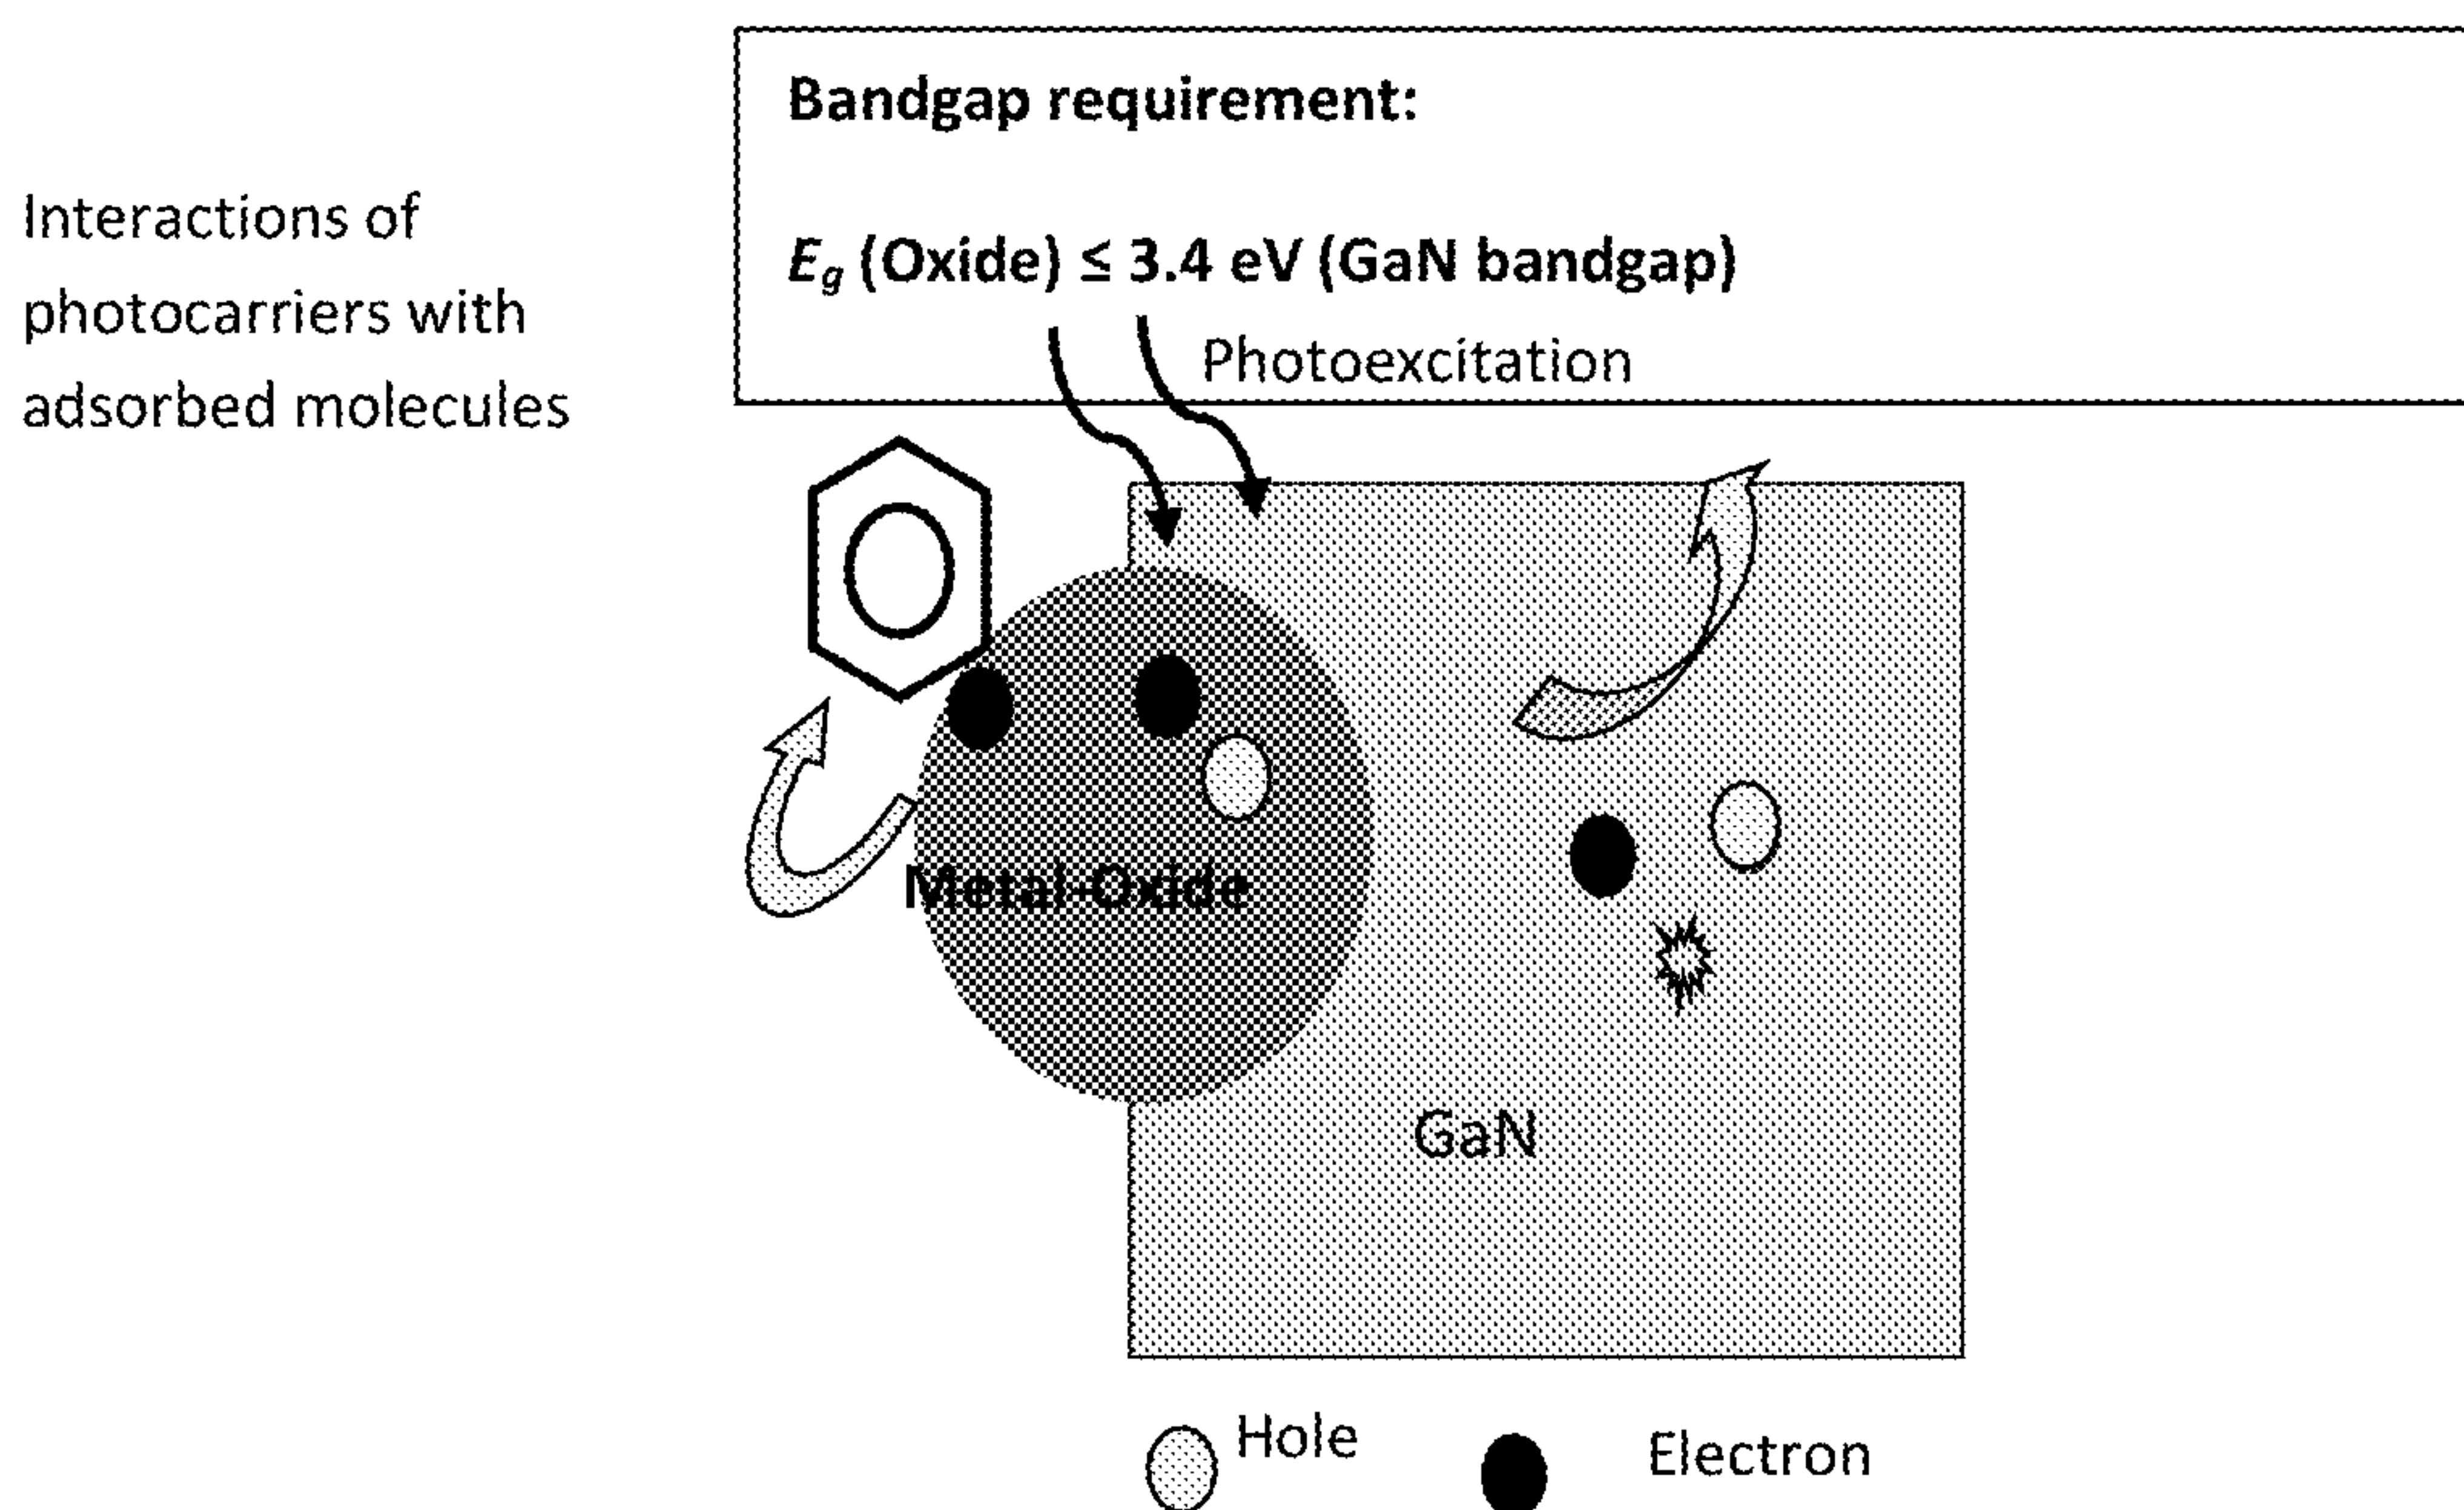 Interactions of
photocarriers with
adsorbed molecules
Bandgap requirement:
Eg (Oxide) ≤ 3.4 eV (GaN bandgap)
Photoexcitation
Metal-Oxide
GaN
Hole
Electron